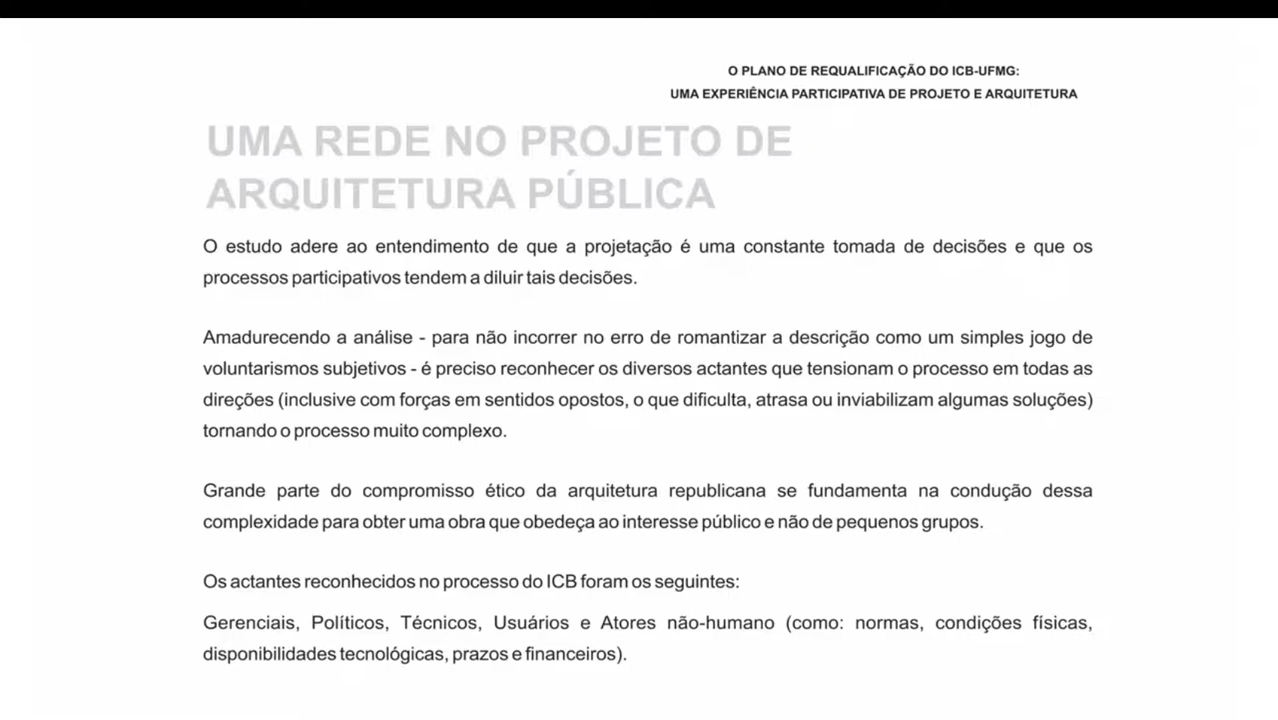 O PLANO DE REQUALIFICAÇÃO DO ICB-UFMG:
UMA EXPERIÊNCIA PARTICIPATIVA DE PROJETO E ARQUITETURA
UMA REDE NO PROJETO DE
ARQUITETURA PÚBLICA
O estudo adere ao entendimento de que a projetação é uma constante tomada de decisões e que os
processos participativos tendem a diluir tais decisões.
Amadurecendo a análise - para não incorrer no erro de romantizar a descrição como um simples jogo de
voluntarismos subjetivos - é preciso reconhecer os diversos actantes que tensionam o processo em todas as
direções (inclusive com forças em sentidos opostos, o que dificulta, atrasa ou inviabilizam algumas soluções)
tornando o processo muito complexo.
Grande parte do compromisso ético da arquitetura republicana se fundamenta na condução dessa
complexidade para obter uma obra que obedeça ao interesse público e não de pequenos grupos.
Os actantes reconhecidos no processo do ICB foram os seguintes:
Gerenciais, Políticos, Técnicos, Usuários e Atores não-humano (como: normas, condições físicas,
disponibilidades tecnológicas, prazos e financeiros).